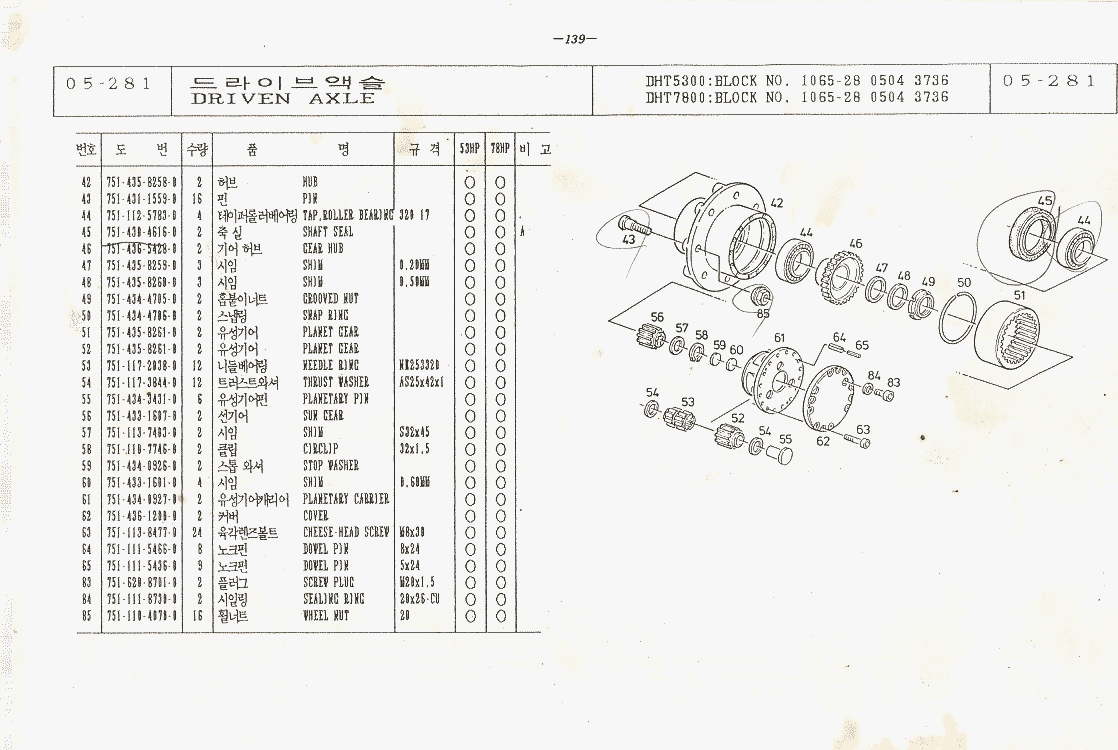 —139—
05-281
드라이브액슬
DRIVEN AXLE
DHT5300:BLOCK NO. 1065-28 0504 3736
DHT7800:BLOCK NO. 1065-28 0504 3736
05-281
번호 도 번 수량 품 명 규 격 53HP 78HP 비 고
42 751-435-8258-0 2 허브 HUB ○ ○
43 751-431-1559-0 16 핀 PIN ○ ○
44 751-112-5783-0 4 테이퍼롤러베어링 TAP.ROLLER BEARING 320 17 ○ ○
45 751-430-4616-0 2 축 실 SHAFT SEAL ○ ○ A
46 751-436-5428-0 2 기어 허브 GEAR HUB ○ ○
47 751-435-8259-0 3 시임 SHIM 0.20MM ○ ○
48 751-435-8260-0 3 시임 SHIM 0.50MM ○ ○
49 751-434-4705-0 2 홈붙이너트 GROOVED NUT ○ ○
50 751-434-4706-0 2 스냅링 SNAP RING ○ ○
51 751-435-8261-0 2 유성기어 PLANET GEAR ○ ○
52 751-435-8261-0 2 유성기어 PLANET GEAR ○ ○
53 751-117-2038-0 12 니들베어링 NEEDLE RING ○ ○
54 751-117-3844-0 12 트러스트와셔 THRUST WASHER AS25x42x1 ○ ○
55 751-434-3431-0 6 유성기어핀 PLANETARY PIN ○ ○
56 751-433-1607-0 2 선기어 SUN GEAR ○ ○
57 751-113-7403-0 2 시임 SHIM S32x45 ○ ○
58 751-110-7746-0 2 클립 CIRCLIP 32x1.5 ○ ○
59 751-434-0926-0 2 스톱 와셔 STOP WASHER ○ ○
60 751-433-1601-0 4 시임 SHIM 0.60MM ○ ○
61 751-434-0927-0 2 유성기어캐리어 PLANETARY CARRIER ○ ○
62 751-436-1200-0 2 커버 COVER ○ ○
63 751-113-8477-0 24 육각렌즈볼트 CHEESE-HEAD SCREW M8x30 ○ ○
64 751-111-5466-0 8 노크핀 DOWEL PIN 8x24 ○ ○
65 751-111-5436-0 9 노크핀 DOWEL PIN 5x24 ○ ○
83 751-620-8701-0 2 플러그 SCREW PLUG M20x1.5 ○ ○
84 751-111-8730-0 2 시일링 SEALING RING 20x26-CU ○ ○
85 751-110-4070-0 16 휠너트 WHEEL NUT 20 ○ ○
42
43
44
46
47
48
49
50
51
45
44
85
56
57
58
59
60
61
64
65
84
83
54
53
52
54
55
62
63